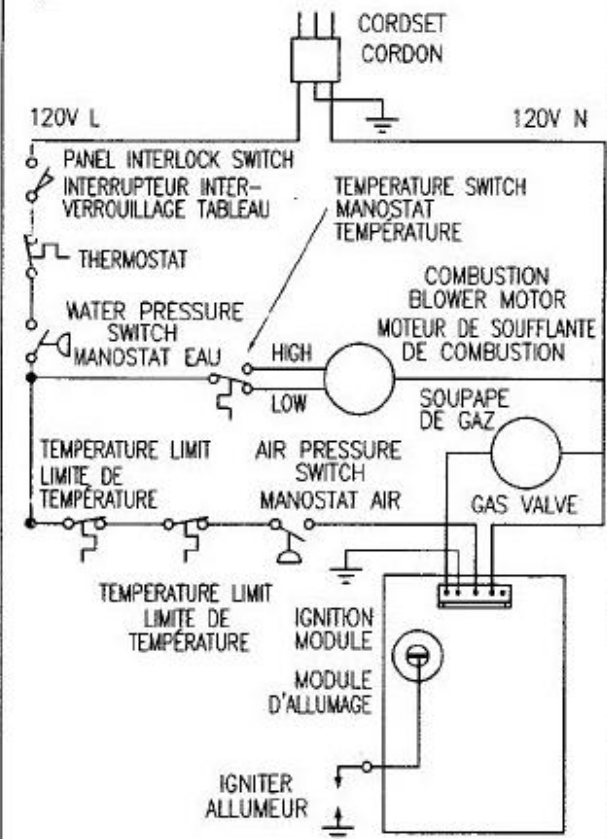 CORDSET
CORDON
120V L
120V N
PANEL INTERLOCK SWITCH
INTERRUPTEUR INTER-
VERROUILLAGE TABLEAU
TEMPERATURE SWITCH
MANOSTAT
TEMPÉRATURE
THERMOSTAT
COMBUSTION
BLOWER MOTOR
MOTEUR DE SOUFFLANTE
DE COMBUSTION
WATER PRESSURE
SWITCH
MANOSTAT EAU
HIGH
LOW
SOUPAPE
DE GAZ
GAS VALVE
TEMPERATURE LIMIT
LIMITE DE
TEMPÉRATURE
AIR PRESSURE
SWITCH
MANOSTAT AIR
TEMPERATURE LIMIT
LIMITE DE
TEMPÉRATURE
IGNITION
MODULE
MODULE
D'ALLUMAGE
IGNITER
ALLUMEUR